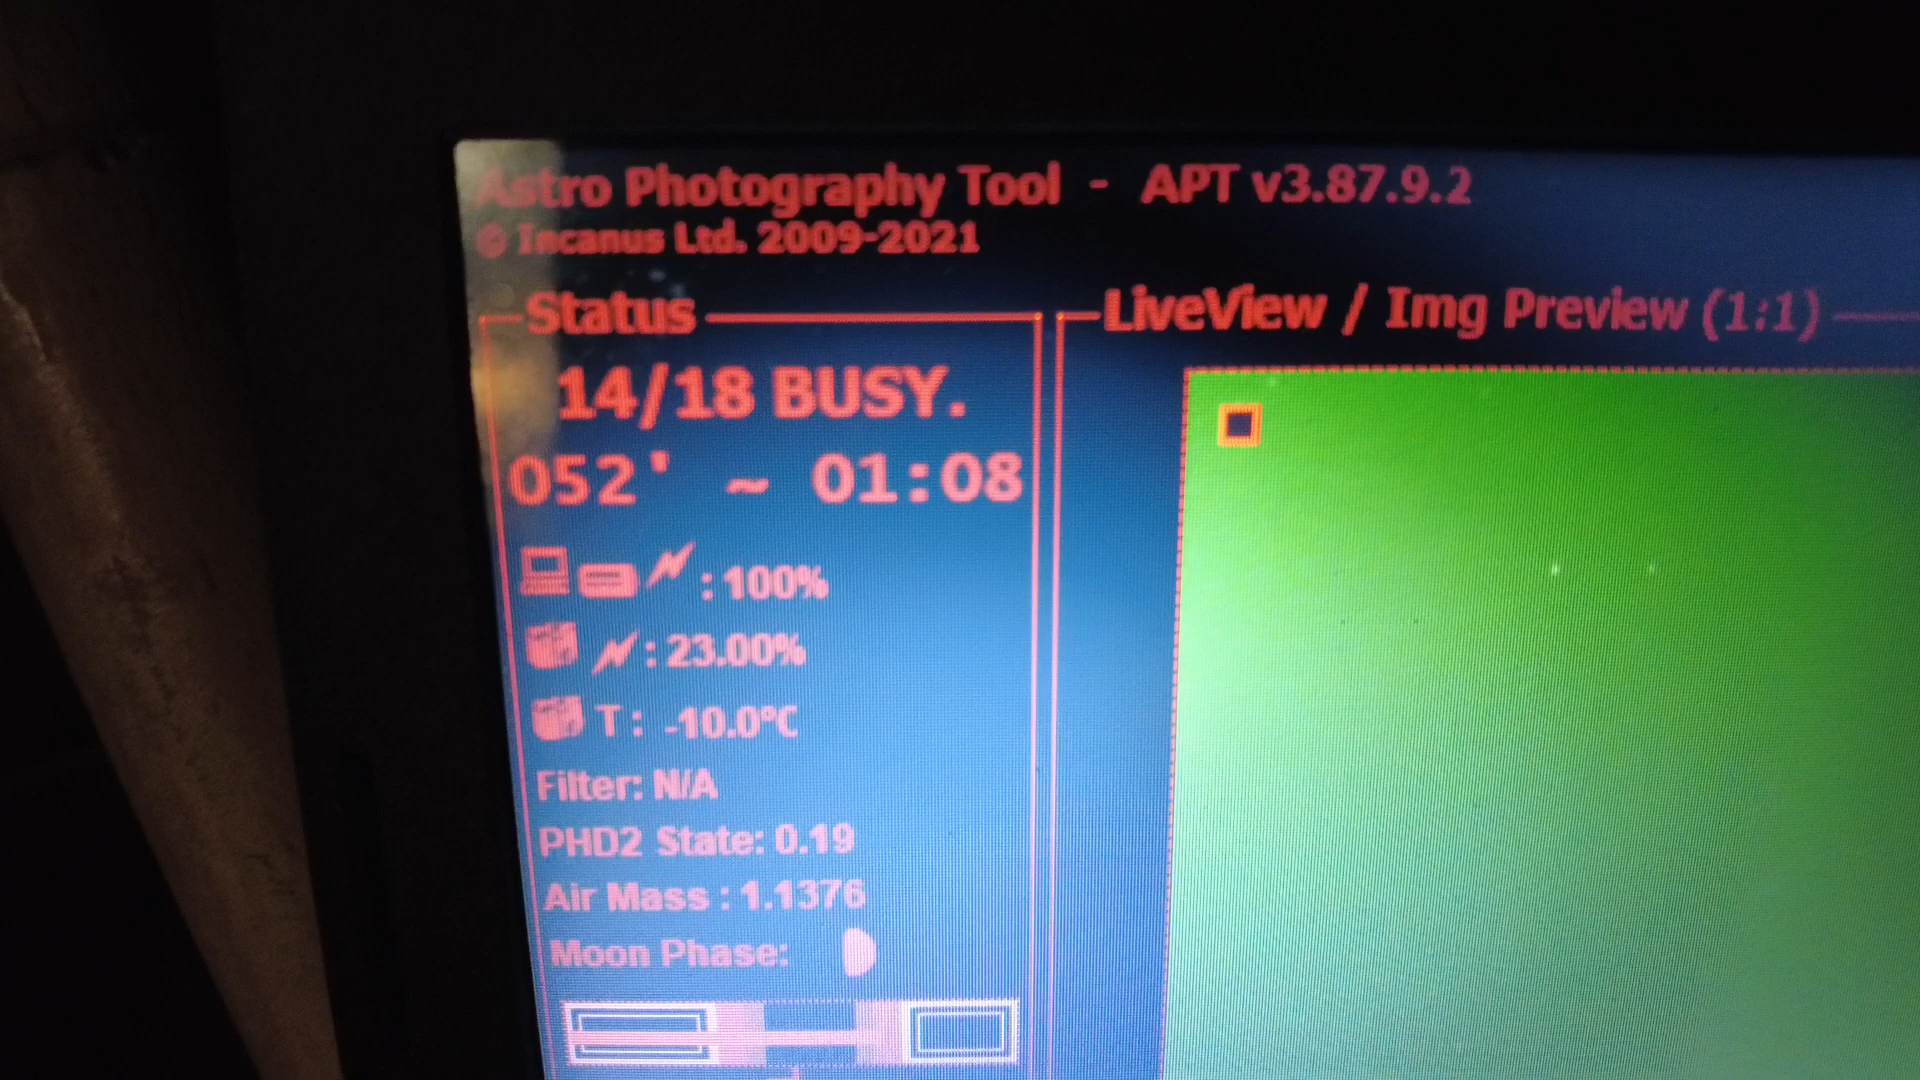 Astro Photography Tool - APT v3.87.9.2
© Incanus Ltd. 2009-2021
Status
14/18 BUSY.
052' ~ 01:08
: 100%
: 23.00%
T: -10.0°C
Filter: N/A
PHD2 State: 0.19
Air Mass : 1.1376
Moon Phase:
LiveView / Img Preview (1:1)